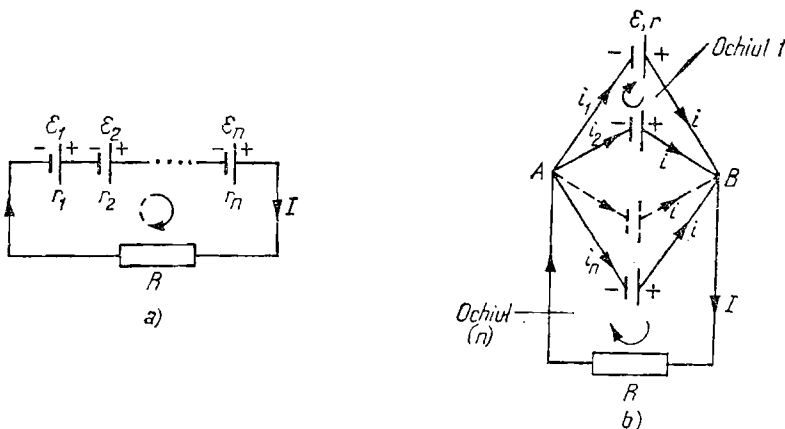 ε₁ ε₂ εₙ
- + - + - +
r₁ r₂ rₙ
I
R
a)
ε, r
- +
Ochiul 1
i₁ i
- +
i₂ i
A B
i
iₙ i
- +
Ochiul
(n)
I
R
b)